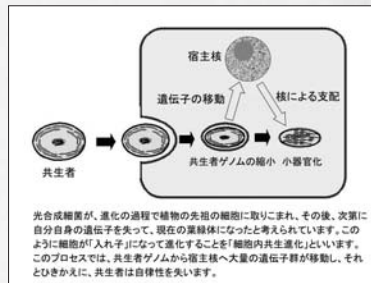 宿主核
遺伝子の移動
核による支配
共生者
共生者ゲノムの縮小
小器官化
光合成細菌が、進化の過程で植物の先祖の細胞に取りこまれ、その後、次第に
自分自身の遺伝子を失って、現在の葉緑体になったと考えられています。この
ように細胞が「入れ子」になって進化することを「細胞内共生進化」といいます。
このプロセスでは、共生者ゲノムから宿主核へ大量の遺伝子群が移動し、それ
とひきかえに、共生者は自律性を失います。